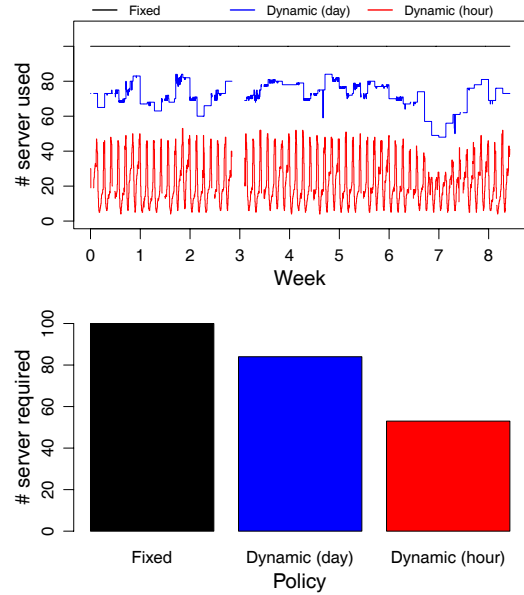 Fixed Dynamic (day) Dynamic (hour)
# server used
80
60
40
20
0
0 1 2 3 4 5 6 7 8
Week
# server required
100
80
60
40
20
0
Fixed Dynamic (day) Dynamic (hour)
Policy